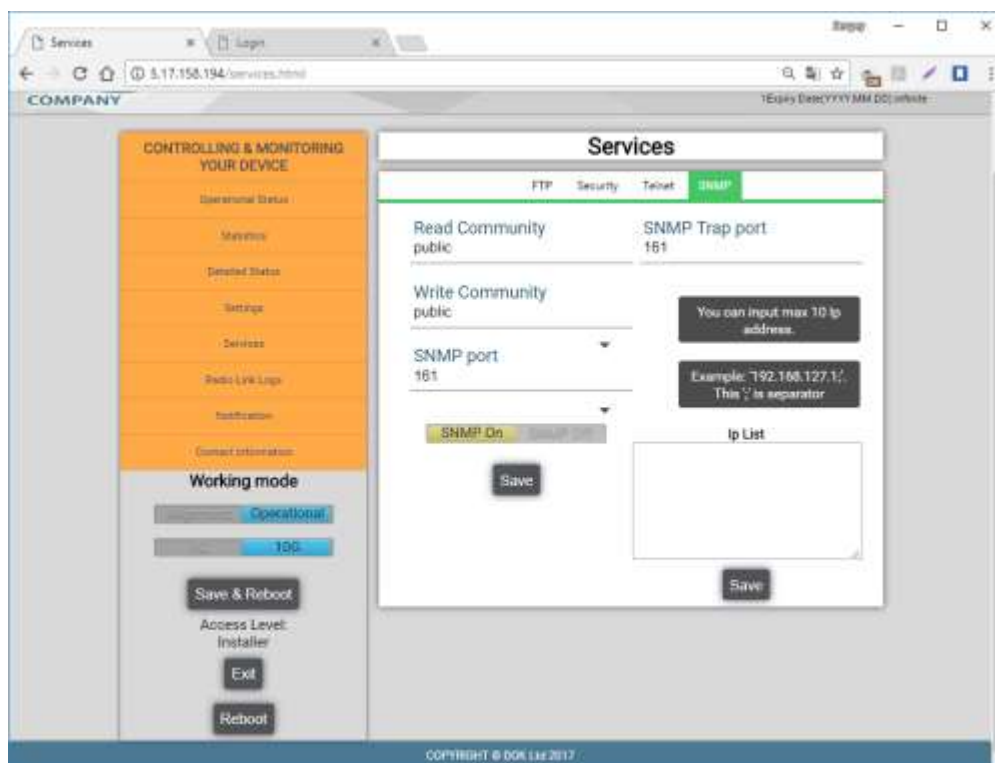 Services
Login
5.17.158.194/services.html
COMPANY
CONTROLLING & MONITORING
YOUR DEVICE
Operational Status
Statistics
Detailed Status
Settings
Services
Radio Link Logs
Notification
Contact information
Working mode
Operational
10G
Save & Reboot
Access Level:
Installer
Exit
Reboot
Services
FTP Security Telnet SNMP
Read Community
public
Write Community
public
SNMP port
161
SNMP On
Save
SNMP Trap port
161
You can input max 10 Ip
address.
Example: '192.168.127.1;'.
This ';' is separator
Ip List
Save
COPYRIGHT © DOK Ltd 2017